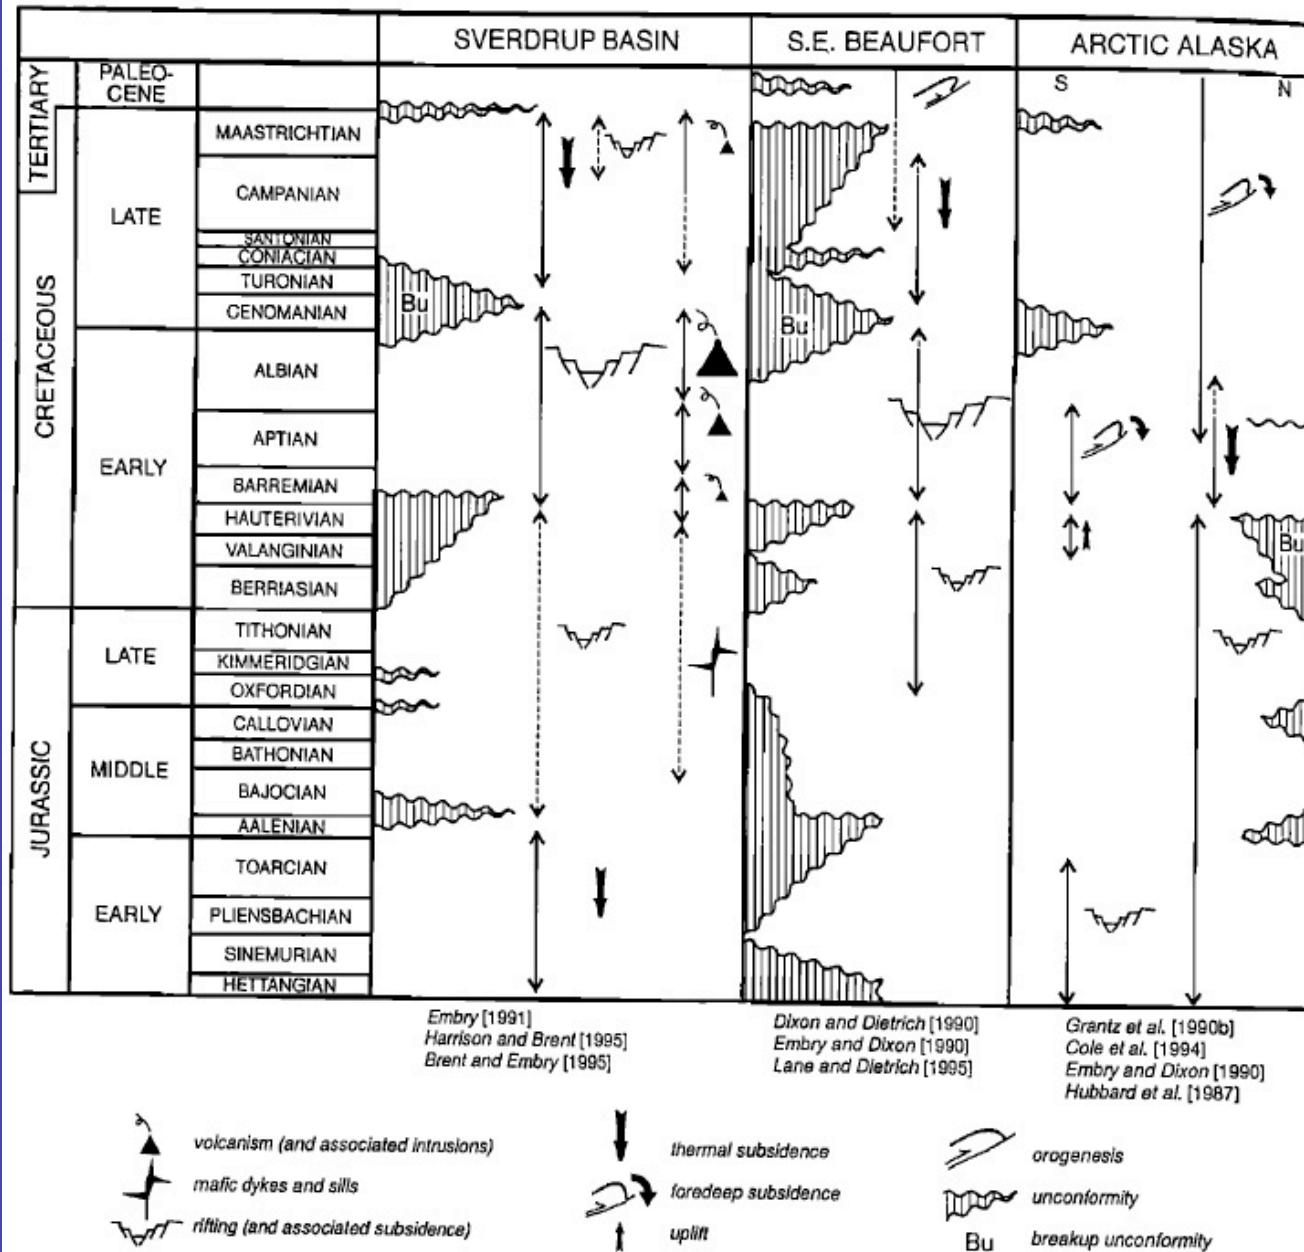 SVERDRUP BASIN
S.E. BEAUFORT
ARCTIC ALASKA
S
N
TERTIARY
PALEO-
CENE
CRETACEOUS
LATE
MAASTRICHTIAN
CAMPANIAN
SANTONIAN
CONIACIAN
TURONIAN
CENOMANIAN
Bu
Bu
EARLY
ALBIAN
APTIAN
BARREMIAN
HAUTERIVIAN
VALANGINIAN
BERRIASIAN
Bu
JURASSIC
LATE
TITHONIAN
KIMMERIDGIAN
OXFORDIAN
MIDDLE
CALLOVIAN
BATHONIAN
BAJOCIAN
AALENIAN
EARLY
TOARCIAN
PLIENSBACHIAN
SINEMURIAN
HETTANGIAN
Embry [1991]
Harrison and Brent [1995]
Brent and Embry [1995]
Dixon and Dietrich [1990]
Embry and Dixon [1990]
Lane and Dietrich [1995]
Grantz et al. [1990b]
Cole et al. [1994]
Embry and Dixon [1990]
Hubbard et al. [1987]
volcanism (and associated intrusions)
mafic dykes and sills
rifting (and associated subsidence)
thermal subsidence
foredeep subsidence
uplift
orogenesis
unconformity
Bu breakup unconformity